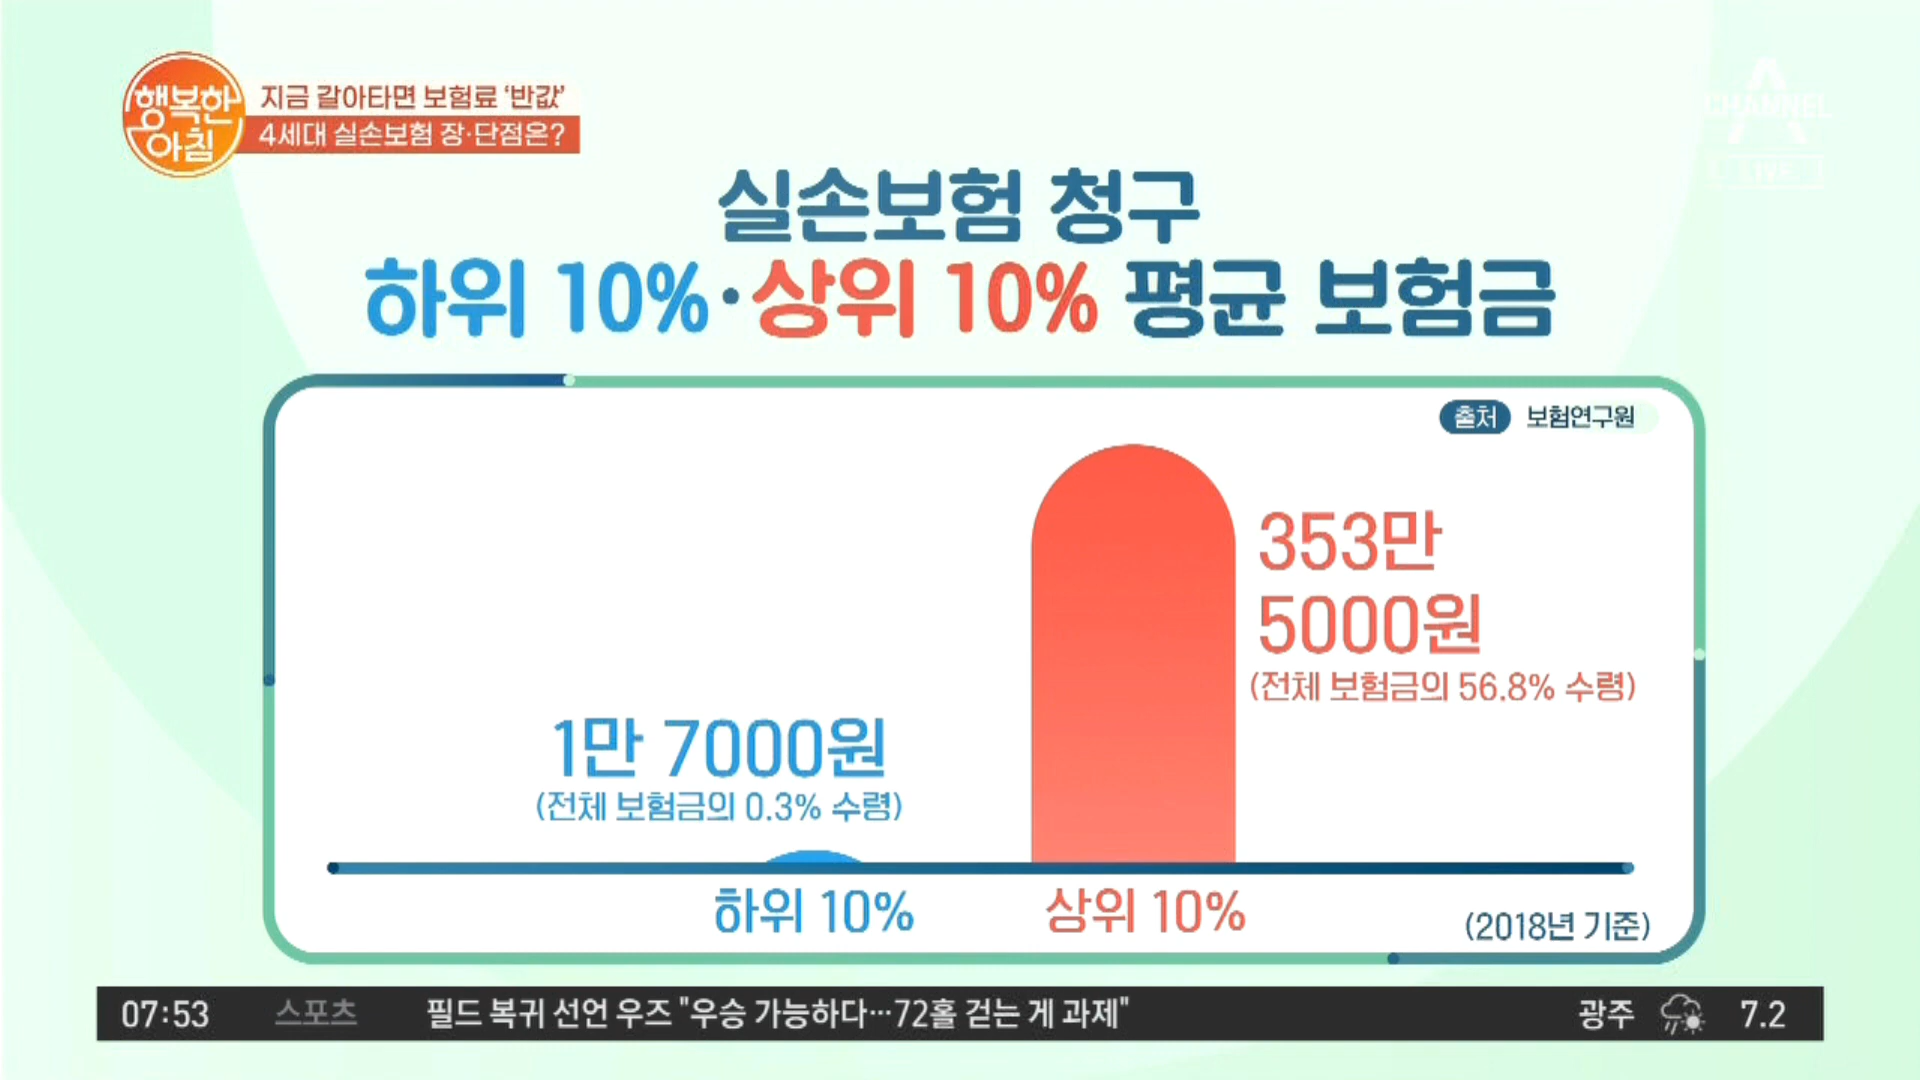 행복한
아침
지금 갈아타면 보험료 ‘반값’
4세대 실손보험 장·단점은?
CHANNEL A
LIVE
실손보험 청구
하위 10%·상위 10% 평균 보험금
출처 보험연구원
353만
5000원
(전체 보험금의 56.8% 수령)
1만 7000원
(전체 보험금의 0.3% 수령)
하위 10% 상위 10%
(2018년 기준)
07:53 스포츠 필드 복귀 선언 우즈 "우승 가능하다…72홀 걷는 게 과제" 광주 7.2